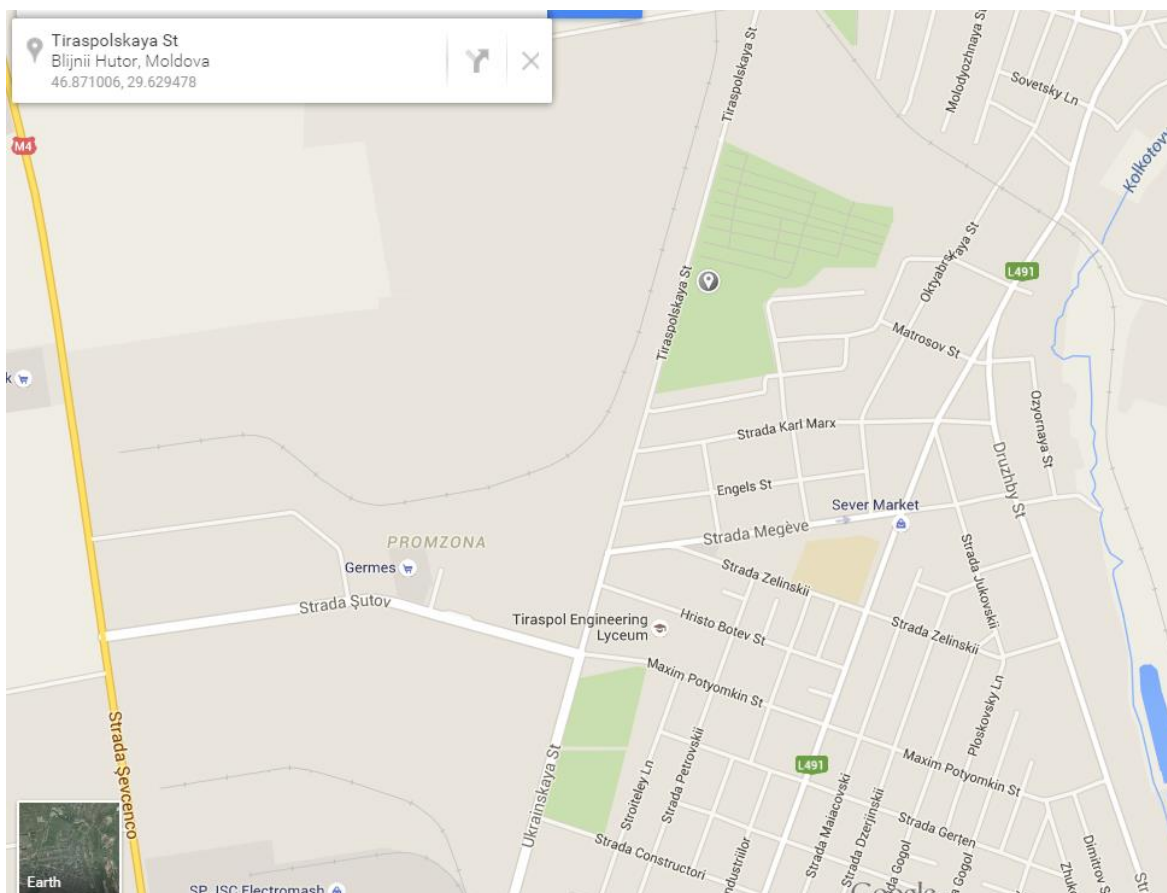 Tiraspolskaya St
Blijnii Hutor, Moldova
46.871006, 29.629478
Tiraspolskaya St
Molodyozhnaya St
Sovetsky Ln
M4
Oktyabrskaya St
L491
Tiraspolskaya St
Matrosov St
k
Ozyornaya St
Strada Karl Marx
Druzhby St
Engels St
Sever Market
Strada Megève
PROMZONA
Germes
Strada Zelinskii
Strada Jukovskii
Strada Şutov
Tiraspol Engineering
Lyceum
Hristo Botev St
Strada Zelinskii
Maxim Potyomkin St
Ploskovsky Ln
Strada Şevcenco
Ukrainskaya St
Stroiteley Ln
Strada Petrovskii
L491
Maxim Potyomkin St
Strada Maiacovski
Strada Dzerjinskii
Strada Gerţen
Strada Constructori
Industriilor
Gogol
Gogol
Dimitrov
Earth
SP JSC Electromash
Google